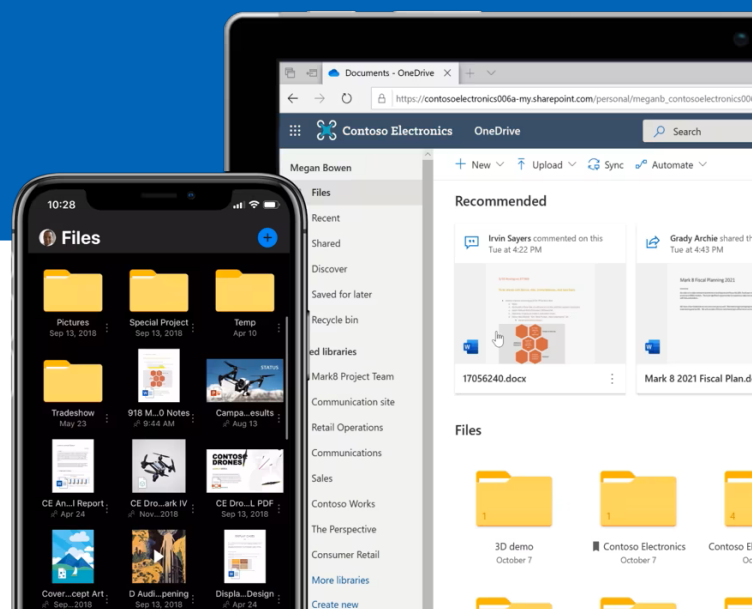 Documents - OneDrive
https://contosoelectronics006a-my.sharepoint.com/personal/meganb_contosoelectronics00
Contoso Electronics OneDrive Search
Megan Bowen
New Upload Sync Automate
Files
Recent
Shared
Discover
Saved for later
Recycle bin
ed libraries
Mark8 Project Team
Communication site
Retail Operations
Communications
Sales
Contoso Works
The Perspective
Consumer Retail
More libraries
Create new
Recommended
Irvin Sayers commented on this
Tue at 4:22 PM
17056240.docx
Grady Archie shared th
Tue at 4:43 PM
Mark 8 Fiscal Planning 2021
Mark 8 2021 Fiscal Plan.d
Files
1
3D demo
October 7
1
Contoso Electronics
October 7
4
Contoso E
Oc
10:28
Files
Pictures
Sep 13, 2018
Special Project
Sep 13, 2018
Temp
Apr 10
Tradeshow
May 23
918 M...0 Notes
9:44 AM
STATUS
Campa...esults
Aug 13
CE An...l Report
Apr 24
CE Dro...ark IV
Nov...2018
CONTOSO
DRONES
CE Dro...L PDF
Sep 13, 2018
Cover...cept Art
Sep...2018
D Audi...pening
Sep 13, 2018
Displa...Design
Apr 24